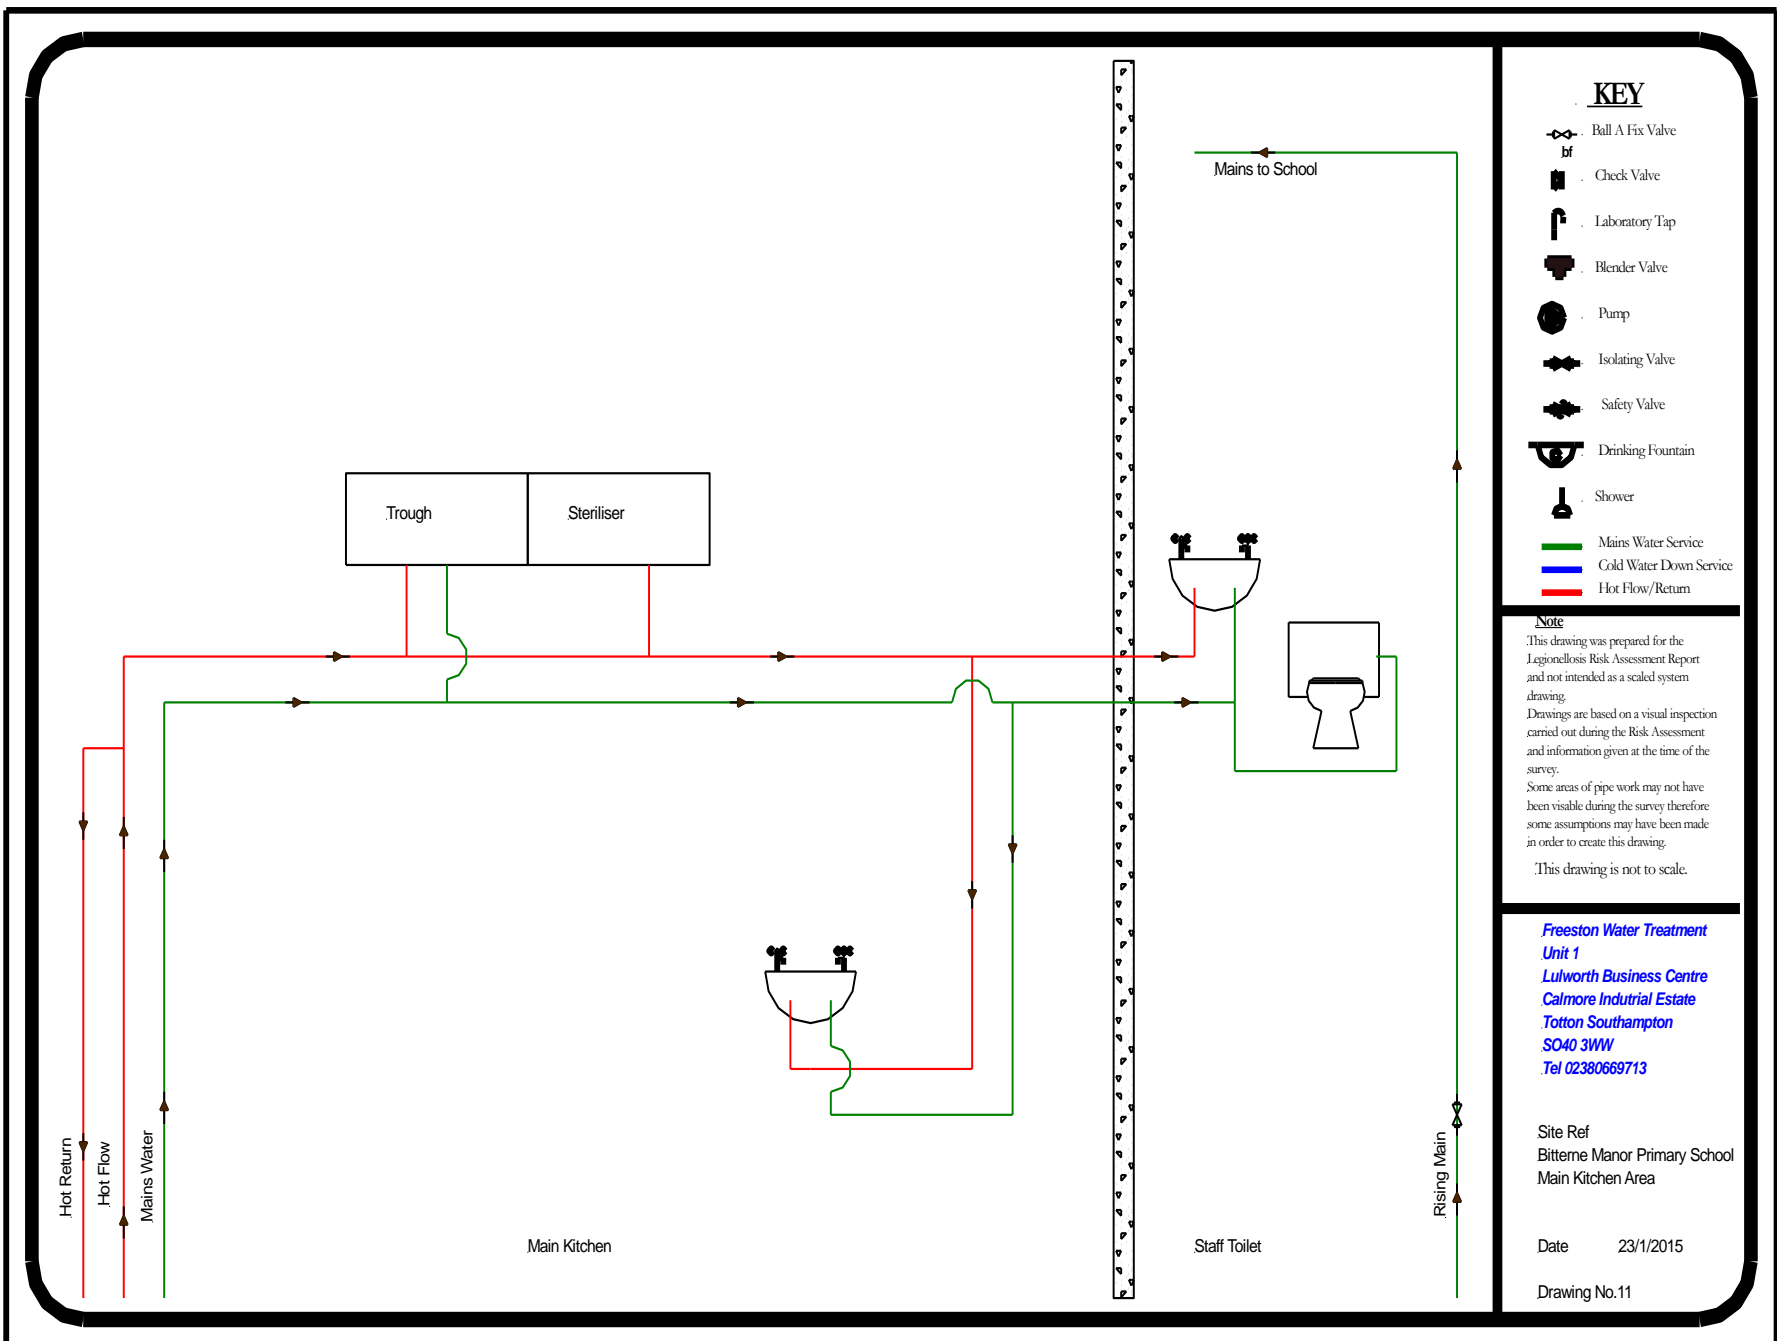 Mains to School
Trough
Steriliser
Hot Return
Hot Flow
Mains Water
Rising Main
Main Kitchen
Staff Toilet
KEY
Ball A Fix Valve
bf
Check Valve
Laboratory Tap
Blender Valve
Pump
Isolating Valve
Safety Valve
Drinking Fountain
Shower
Mains Water Service
Cold Water Down Service
Hot Flow/Return
Note
This drawing was prepared for the
Legionellosis Risk Assessment Report
and not intended as a scaled system
drawing.
Drawings are based on a visual inspection
carried out during the Risk Assessment
and information given at the time of the
survey.
Some areas of pipe work may not have
been visable during the survey therefore
some assumptions may have been made
in order to create this drawing.
This drawing is not to scale.
Freeston Water Treatment
Unit 1
Lulworth Business Centre
Calmore Indutrial Estate
Totton Southampton
SO40 3WW
Tel 02380669713
Site Ref
Bitterne Manor Primary School
Main Kitchen Area
Date 23/1/2015
Drawing No.11